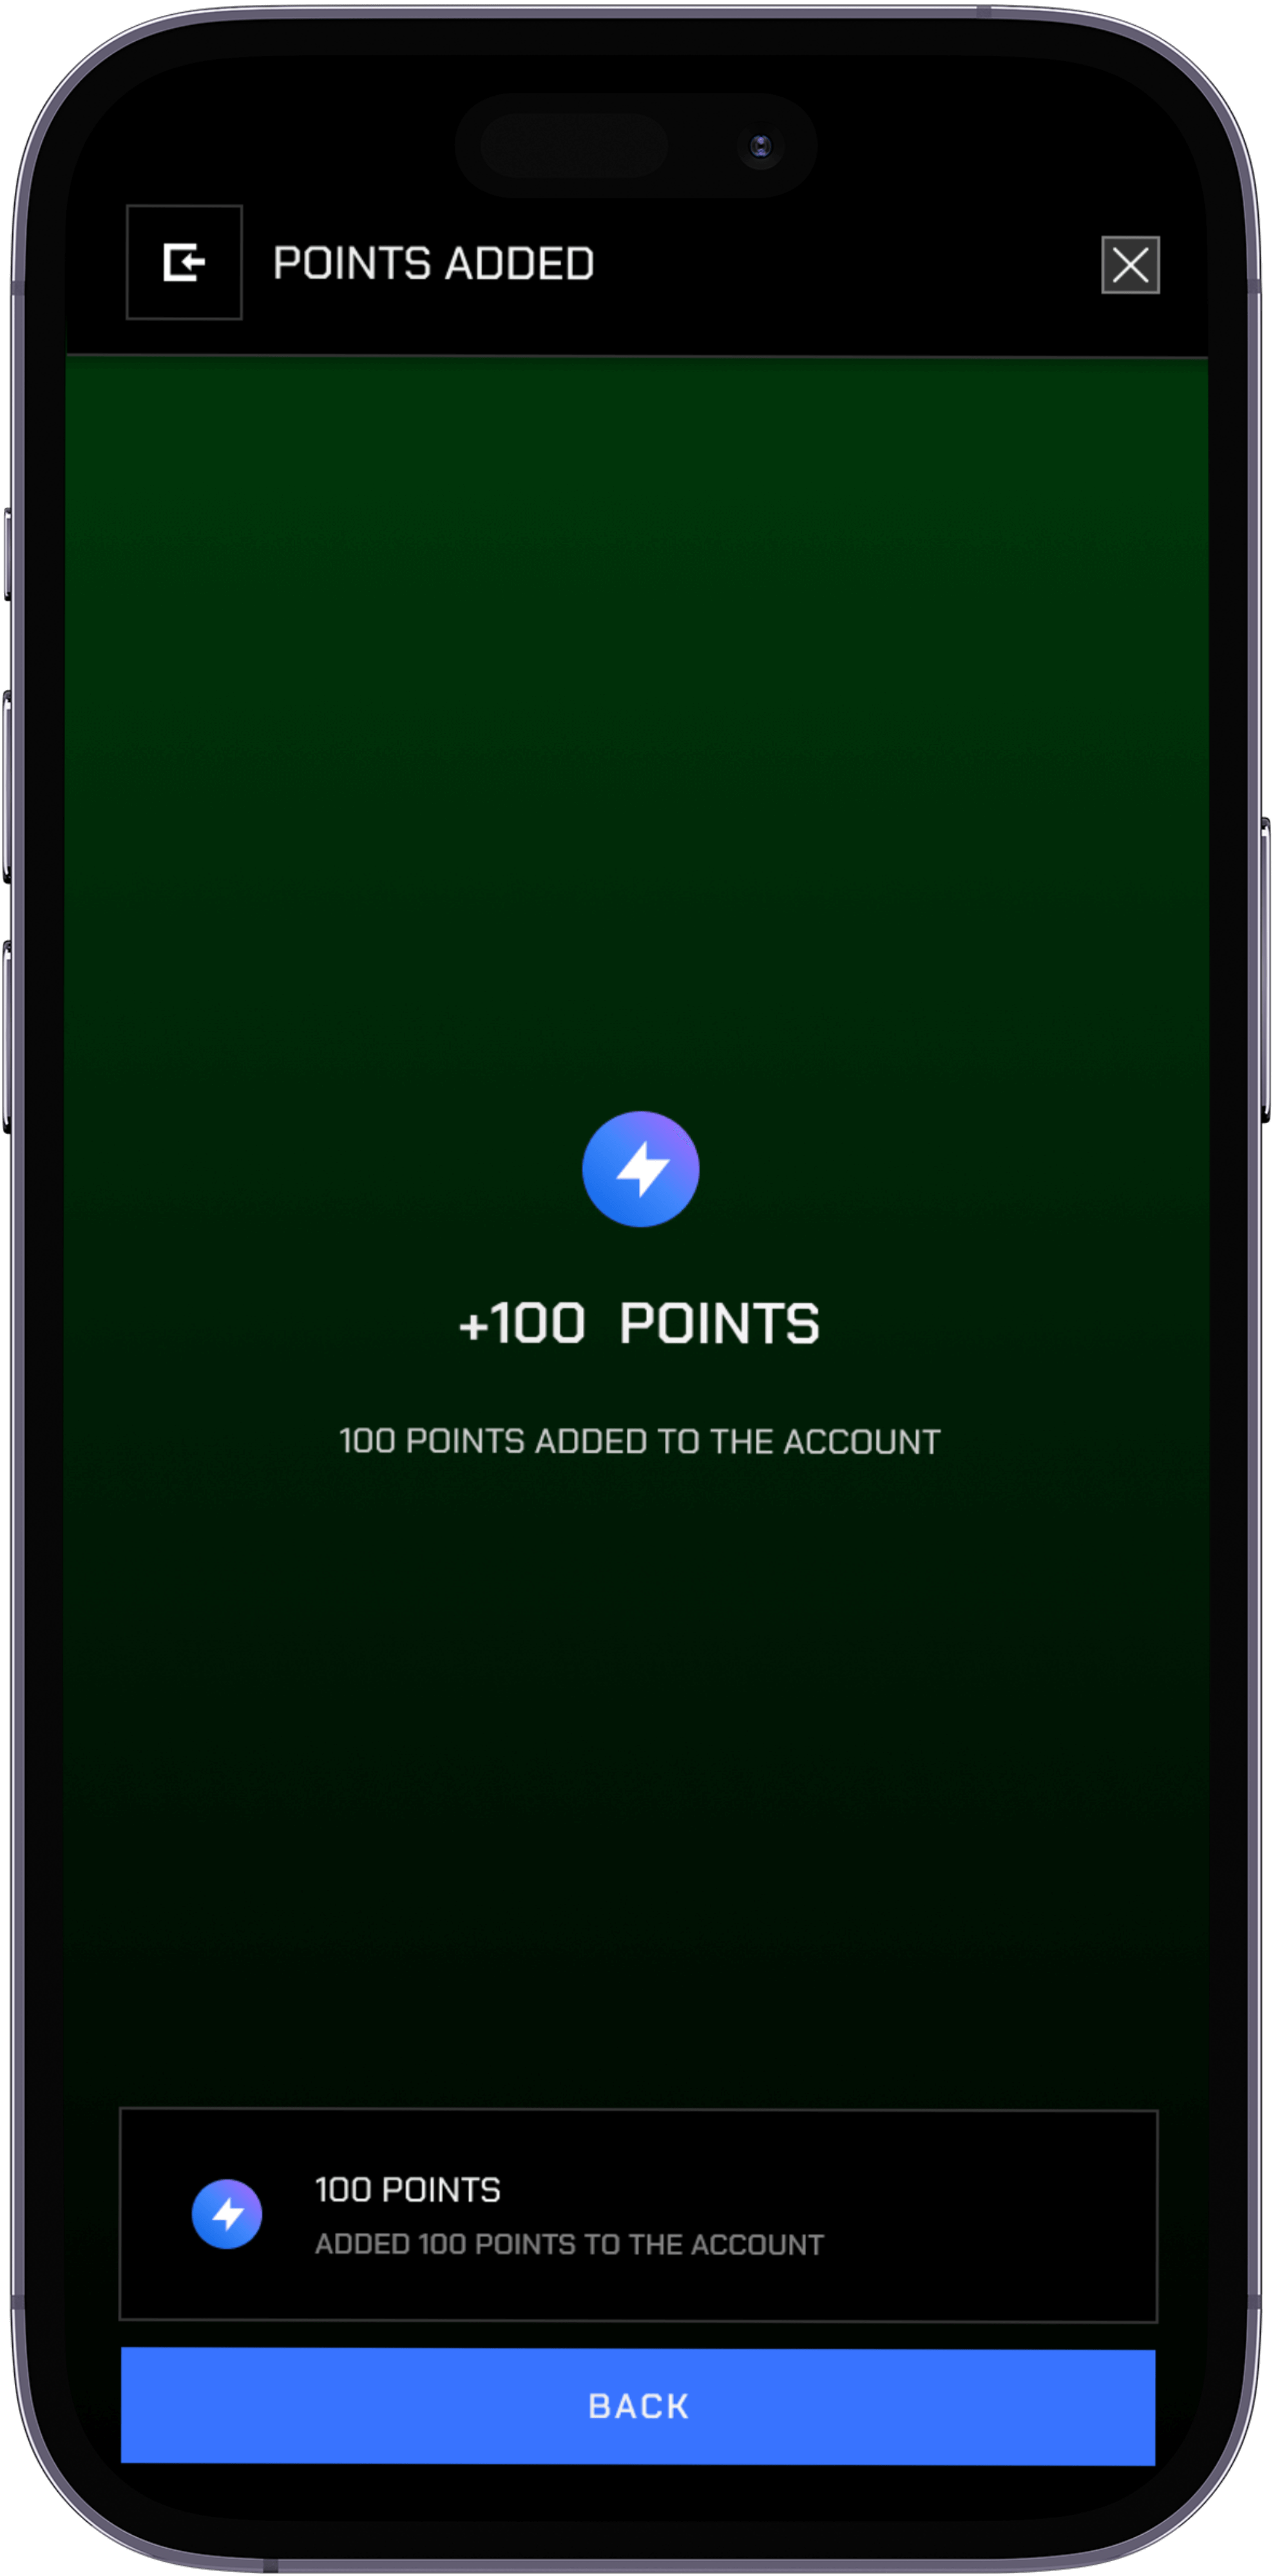 POINTS ADDED
+100 POINTS
100 POINTS ADDED TO THE ACCOUNT
100 POINTS
ADDED 100 POINTS TO THE ACCOUNT
BACK